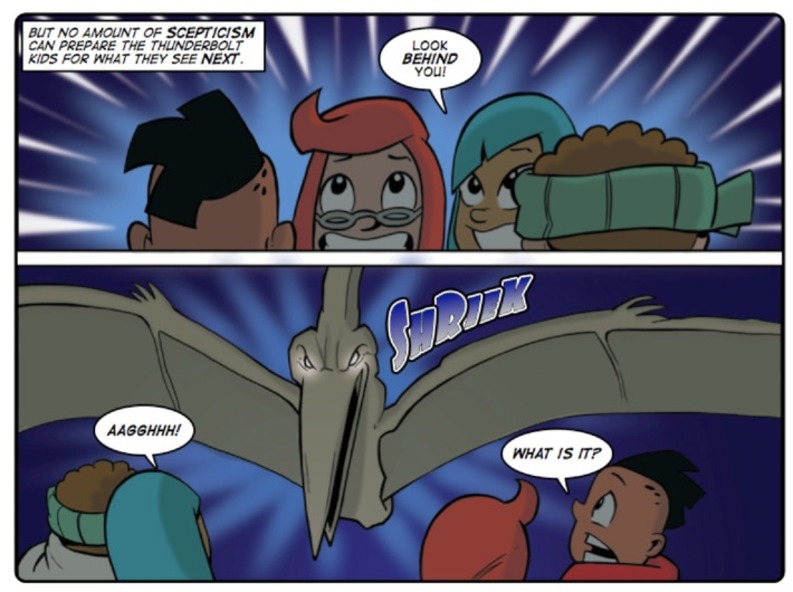 BUT NO AMOUNT OF SCEPTICISM
CAN PREPARE THE THUNDERBOLT
KIDS FOR WHAT THEY SEE NEXT.
LOOK
BEHIND
YOU!
SHRIEK
AAGGHHH!
WHAT IS IT?